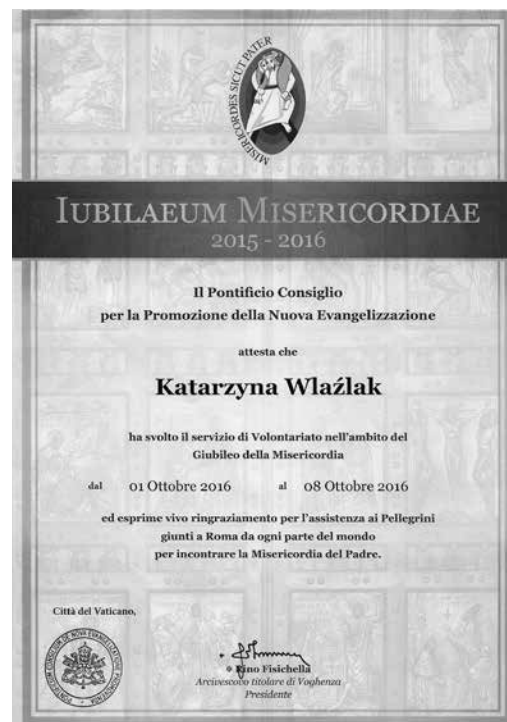 MISERICORDES SICUT PATER
IUBILAEUM MISERICORDIAE
2015 - 2016
Il Pontificio Consiglio
per la Promozione della Nuova Evangelizzazione
attesta che
Katarzyna Wlaźlak
ha svolto il servizio di Volontariato nell'ambito del
Giubileo della Misericordia
dal 01 Ottobre 2016 al 08 Ottobre 2016
ed esprime vivo ringraziamento per l'assistenza ai Pellegrini
giunti a Roma da ogni parte del mondo
per incontrare la Misericordia del Padre.
Città del Vaticano,
Rino Fisichella
Arcivescovo titolare di Voghenza
Presidente